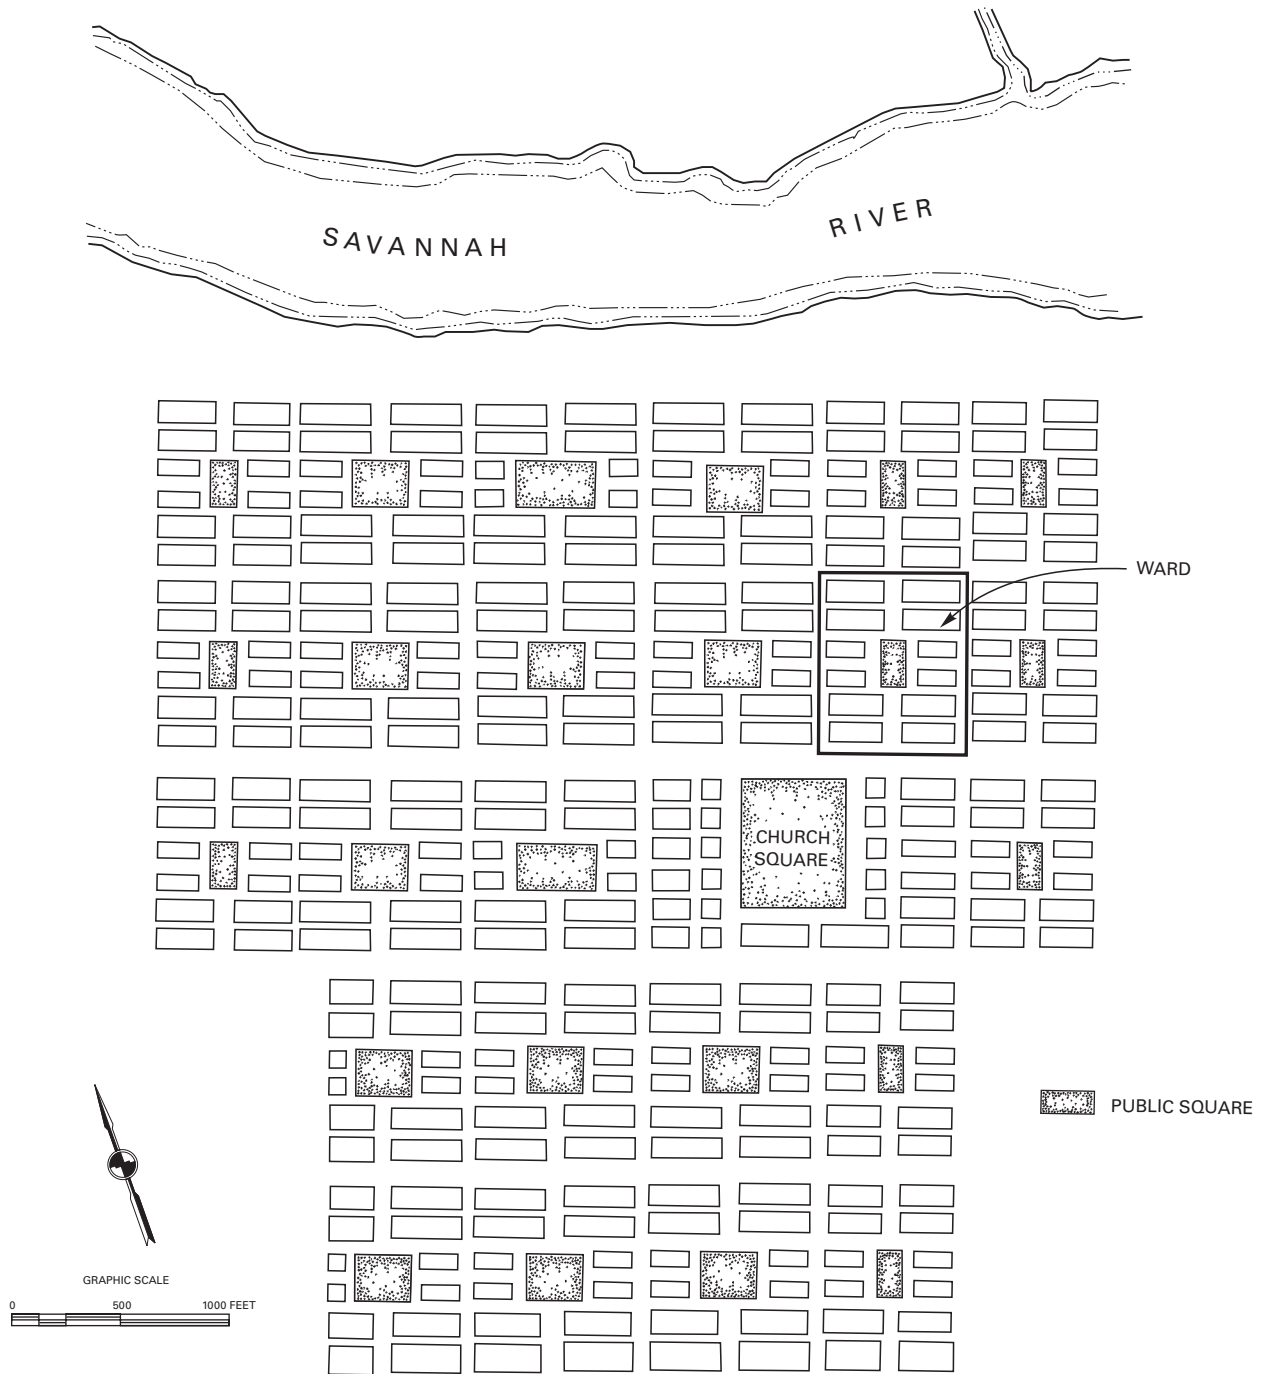 SAVANNAH RIVER
WARD
CHURCH
SQUARE
PUBLIC SQUARE
GRAPHIC SCALE
0 500 1000 FEET